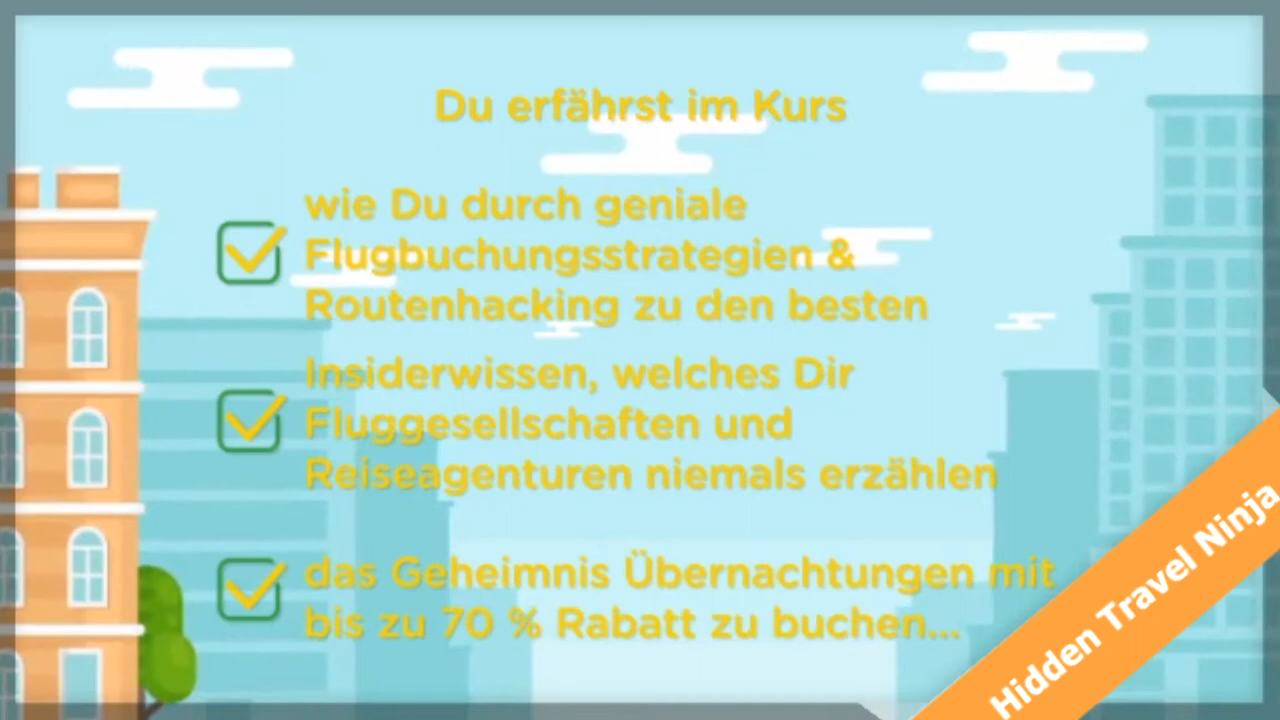 Du erfährst im Kurs
wie Du durch geniale
Flugbuchungsstrategien &
Routenhacking zu den besten
Insiderwissen, welches Dir
Fluggesellschaften und
Reiseagenturen niemals erzählen
das Geheimnis Übernachtungen mit
bis zu 70 % Rabatt zu buchen...
Hidden Travel Ninja